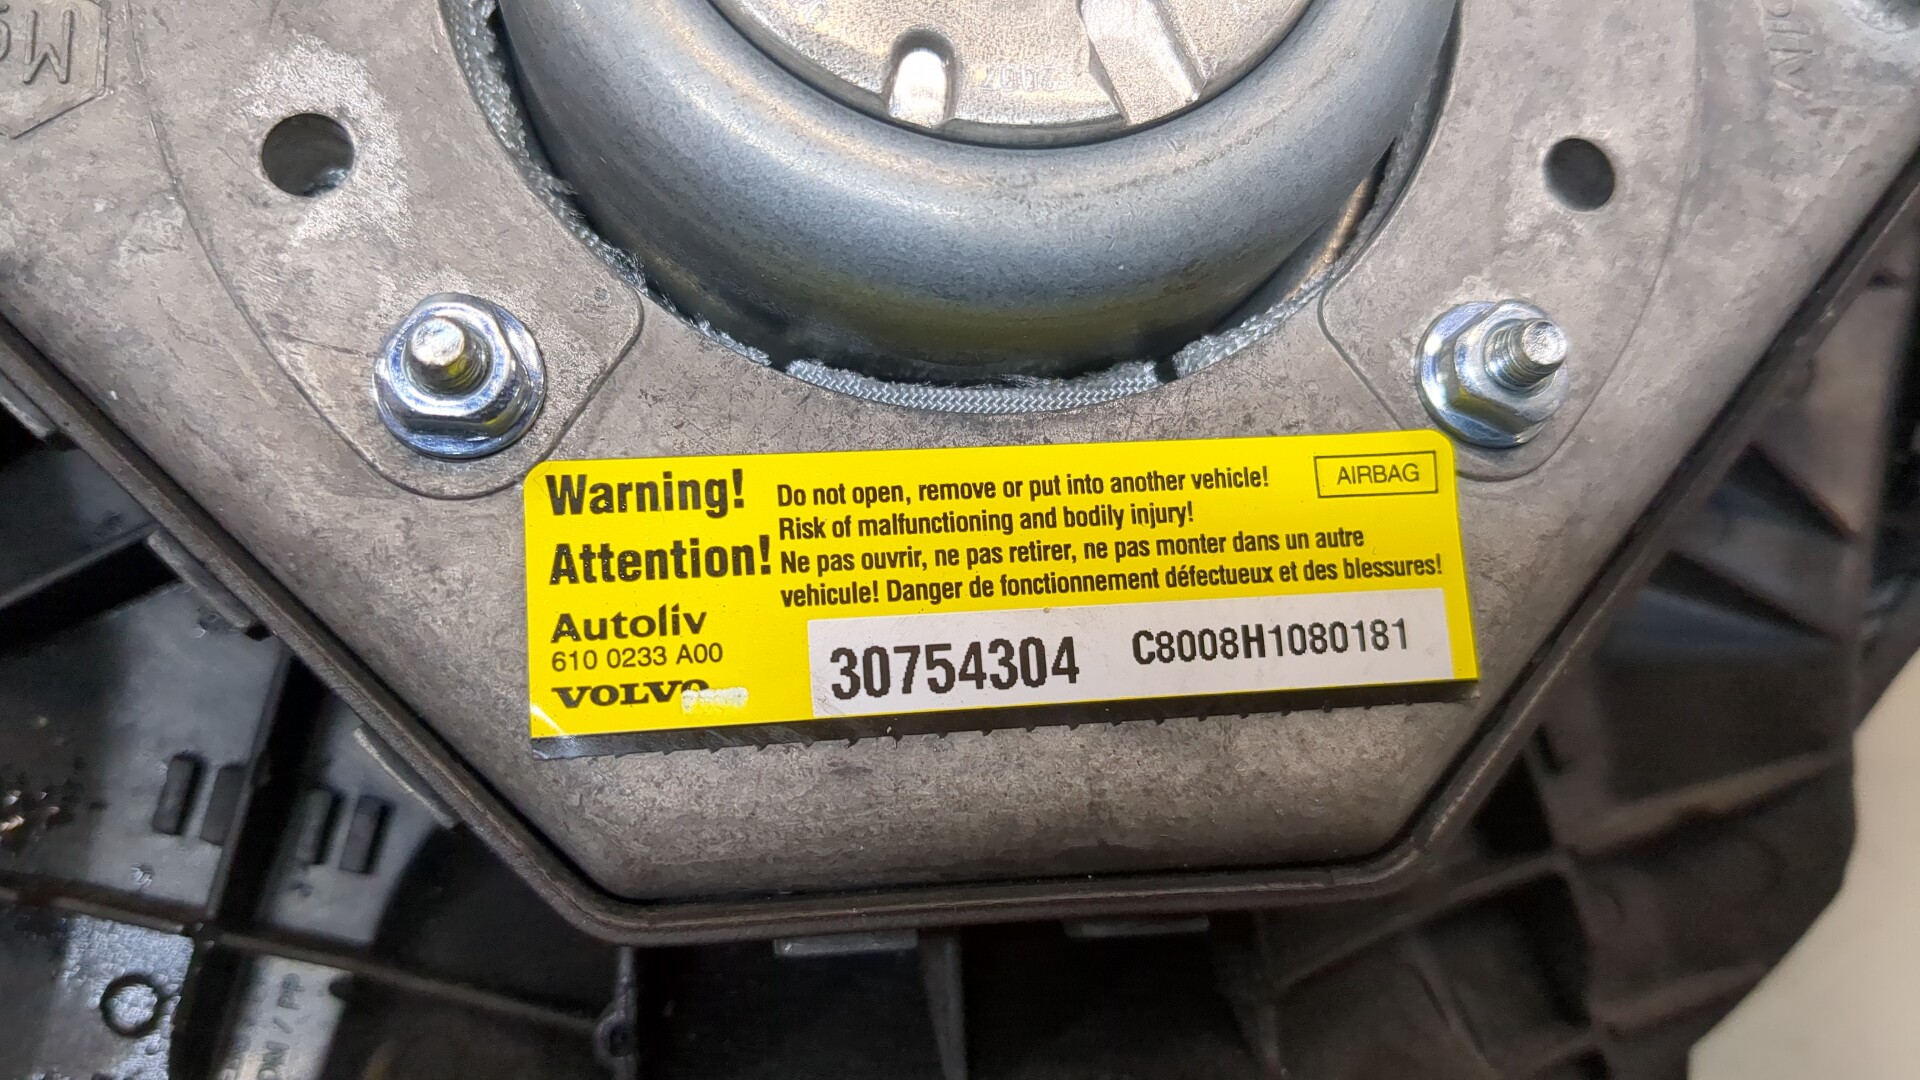 Warning!
Do not open, remove or put into another vehicle!
Risk of malfunctioning and bodily injury!
AIRBAG
Attention!
Ne pas ouvrir, ne pas retirer, ne pas monter dans un autre
vehicule! Danger de fonctionnement défectueux et des blessures!
Autoliv
610 0233 A00
VOLVO
30754304
C8008H1080181